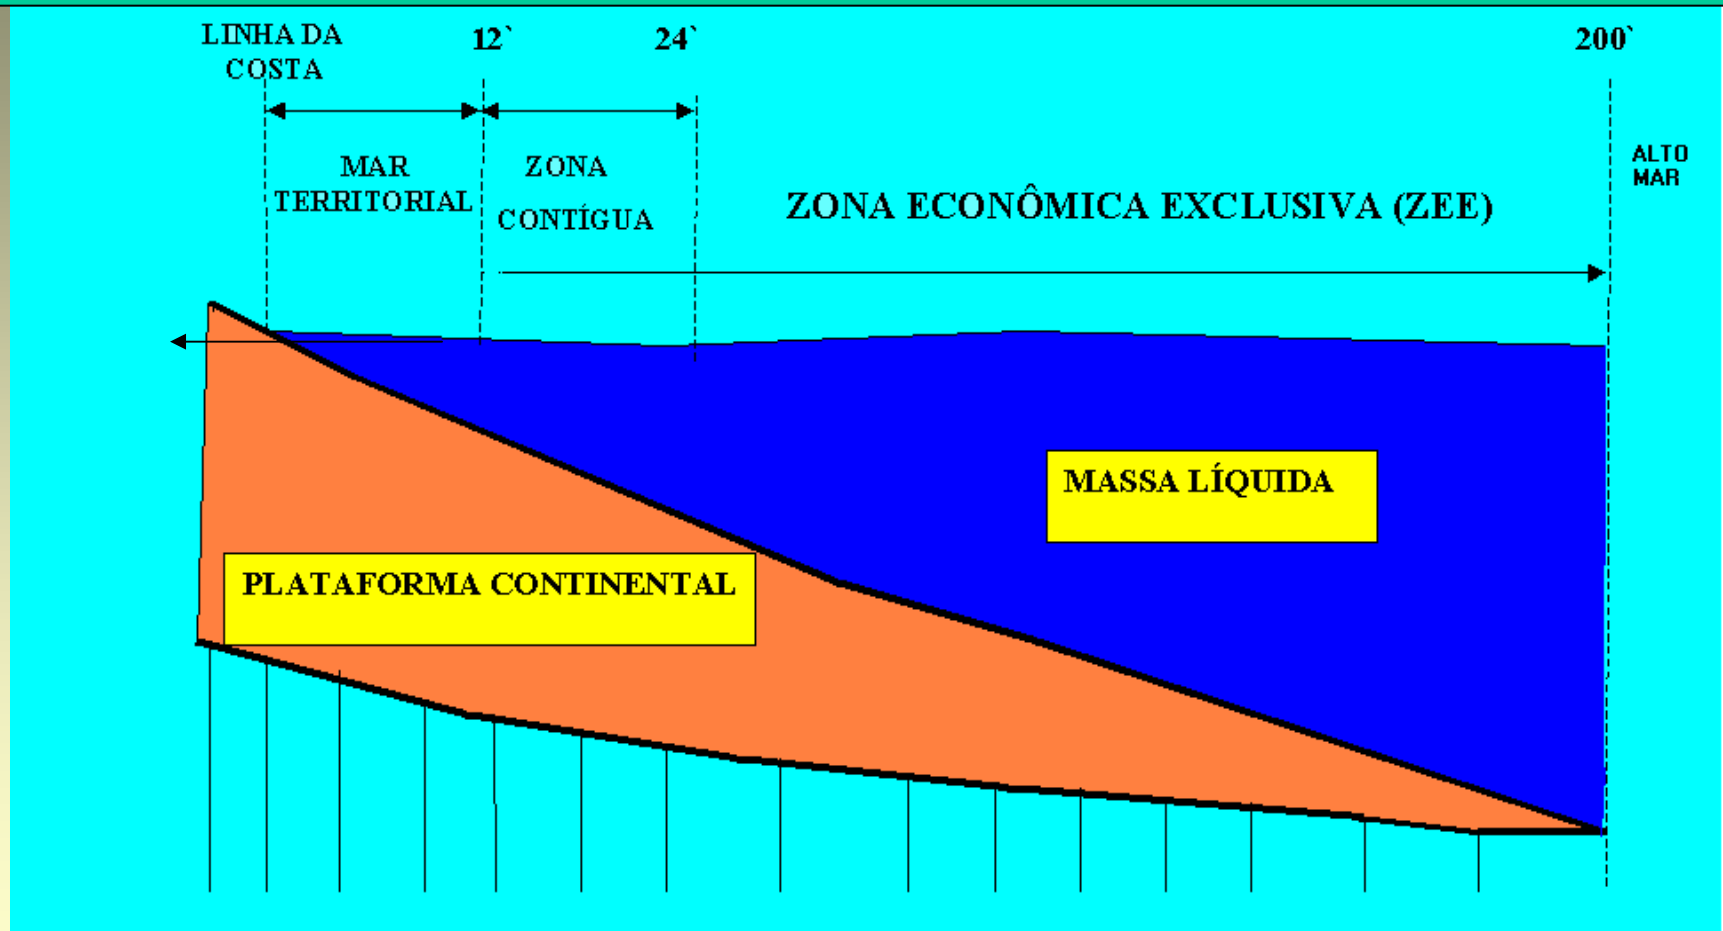 LINHA DA
COSTA
12`
24`
200`
MAR
TERRITORIAL
ZONA
CONTÍGUA
ZONA ECONÔMICA EXCLUSIVA (ZEE)
ALTO
MAR
MASSA LÍQUIDA
PLATAFORMA CONTINENTAL